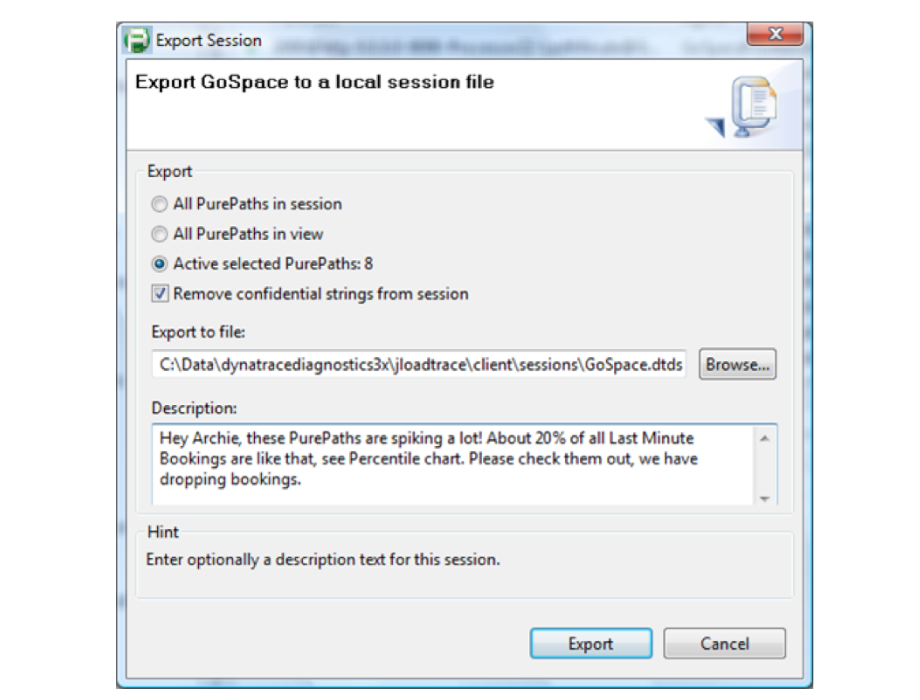 Export Session
Export GoSpace to a local session file
Export
All PurePaths in session
All PurePaths in view
Active selected PurePaths: 8
Remove confidential strings from session
Export to file:
C:\Data\dynatracediagnostics3x\jloadtrace\client\sessions\GoSpace.dtds
Browse...
Description:
Hey Archie, these PurePaths are spiking a lot! About 20% of all Last Minute
Bookings are like that, see Percentile chart. Please check them out, we have
dropping bookings.
Hint
Enter optionally a description text for this session.
Export
Cancel